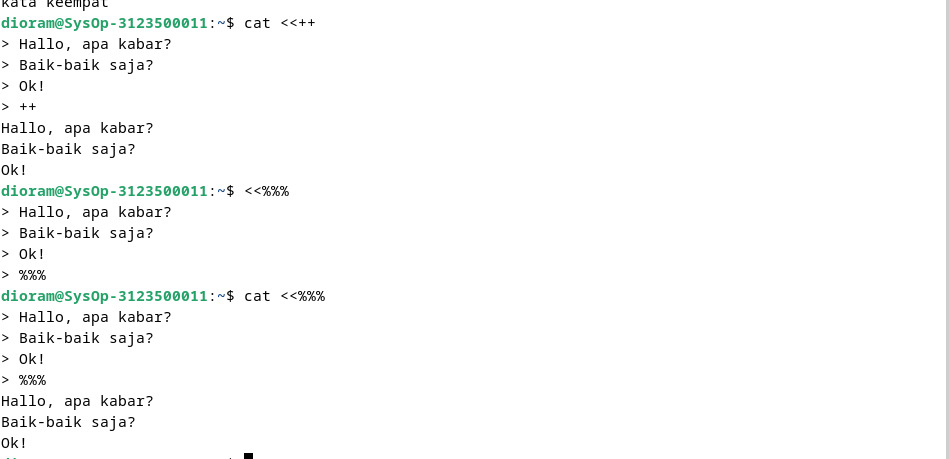 kata keempat
dioram@SysOp-3123500011:~$ cat <<++
> Hallo, apa kabar?
> Baik-baik saja?
> Ok!
> ++
Hallo, apa kabar?
Baik-baik saja?
Ok!
dioram@SysOp-3123500011:~$ <<%%%
> Hallo, apa kabar?
> Baik-baik saja?
> Ok!
> %%%
dioram@SysOp-3123500011:~$ cat <<%%%
> Hallo, apa kabar?
> Baik-baik saja?
> Ok!
> %%%
Hallo, apa kabar?
Baik-baik saja?
Ok!